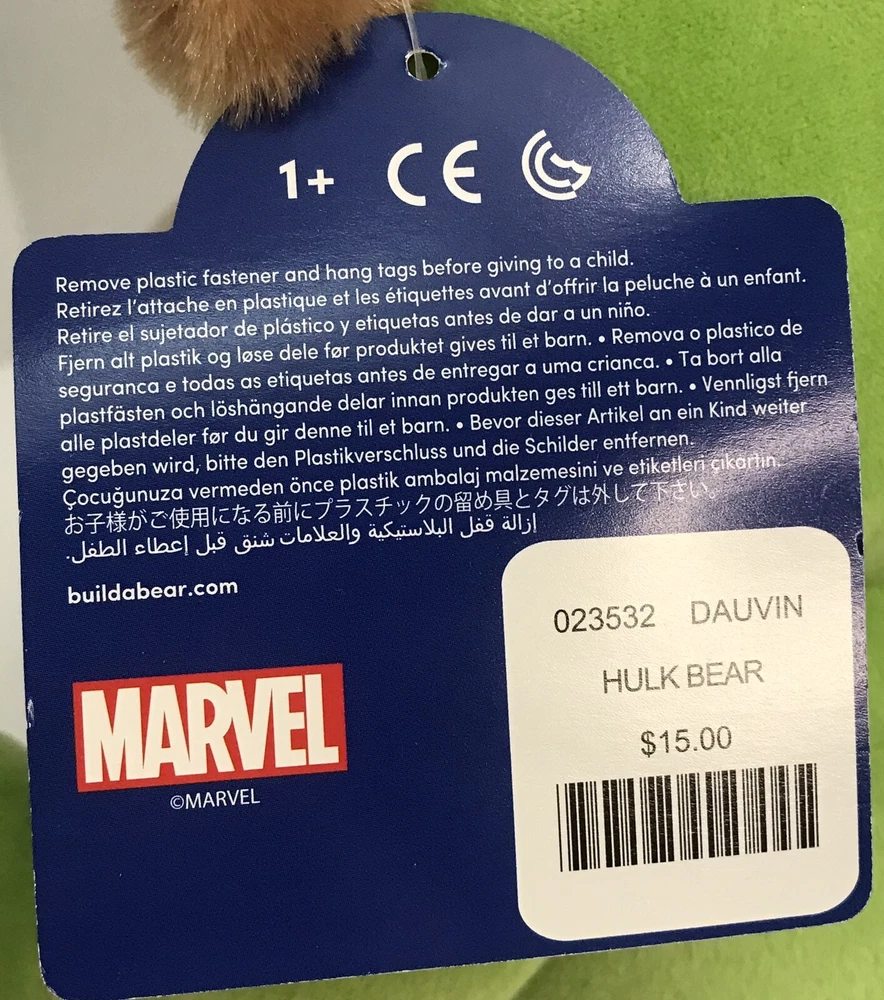 1+ CE
Remove plastic fastener and hang tags before giving to a child.
Retirez l'attache en plastique et les étiquettes avant d'offrir la peluche à un enfant.
Retire el sujetador de plástico y etiquetas antes de dar a un niño.
Fjern alt plastik og løse dele før produktet gives til et barn. • Remova o plastico de
seguranca e todas as etiquetas antes de entregar a uma crianca. • Ta bort alla
plastfästen och löshängande delar innan produkten ges till ett barn. • Vennligst fjern
alle plastdeler før du gir denne til et barn. • Bevor dieser Artikel an ein Kind weiter
gegeben wird, bitte den Plastikverschluss und die Schilder entfernen.
Çocuğunuza vermeden önce plastik ambalaj malzemesini ve etiketleri çikartin.
お子様がご使用になる前にプラスチックの留め具とタグは外して下さい。
إزالة قفل البلاستيكية والعلامات شنق قبل إعطاء الطفل.
buildabear.com
MARVEL
©MARVEL
023532 DAUVIN
HULK BEAR
$15.00